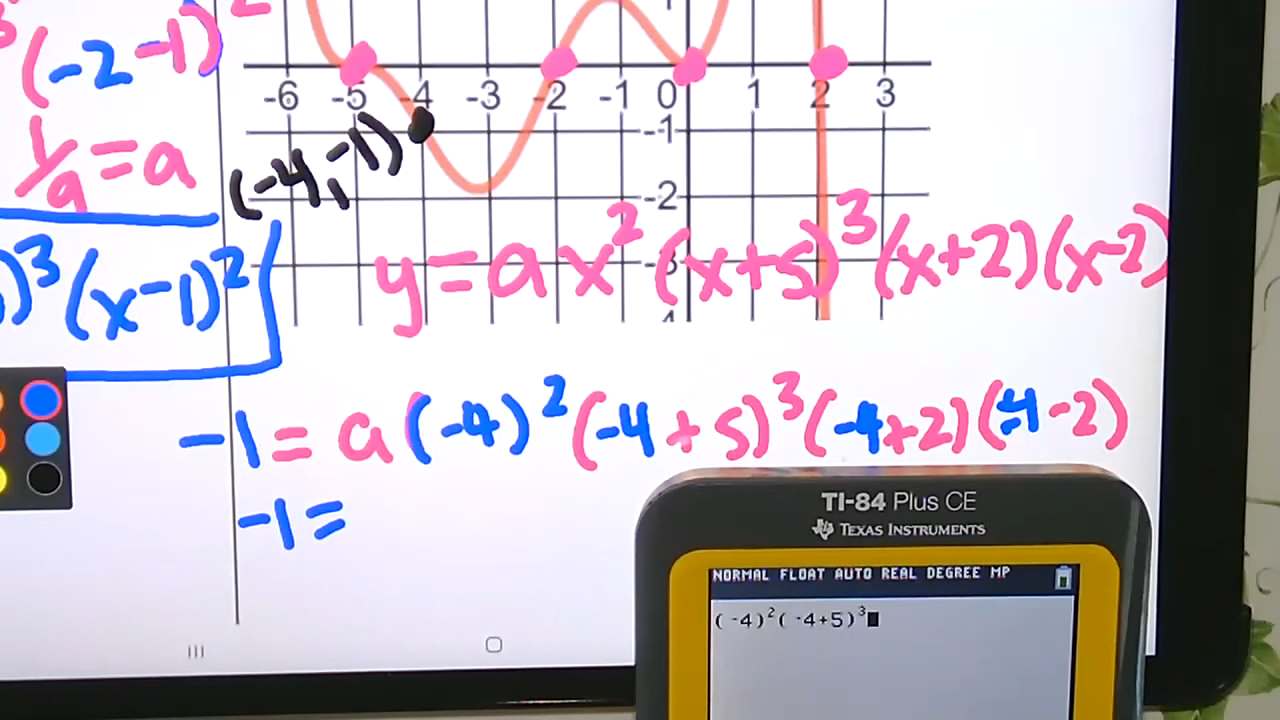 (-2-1)
1/9=a
)³(x-1)²
-6 -5 -4 -3 -2 -1 0 1 2 3
-1
-2
-3
(-4,-1)
y=ax²(x+5)³(x+2)(x-2)
-1=a(-4)²(-4+5)³(-4+2)(-4-2)
-1=
TI-84 Plus CE
TEXAS INSTRUMENTS
NORMAL FLOAT AUTO REAL DEGREE MP
(-4)²(-4+5)³